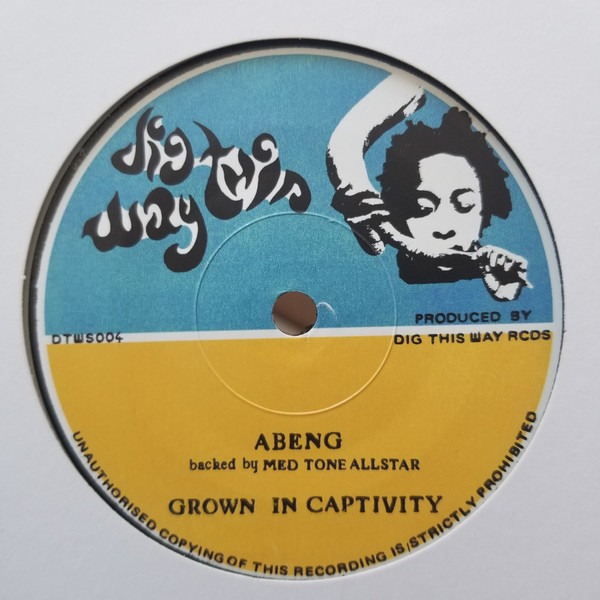 dig this
way
PRODUCED BY
DTWS004
DIG THIS WAY RCDS
ABENG
backed by MED TONE ALLSTAR
GROWN IN CAPTIVITY
UNAUTHORISED COPYING OF THIS RECORDING IS STRICTLY PROHIBITED